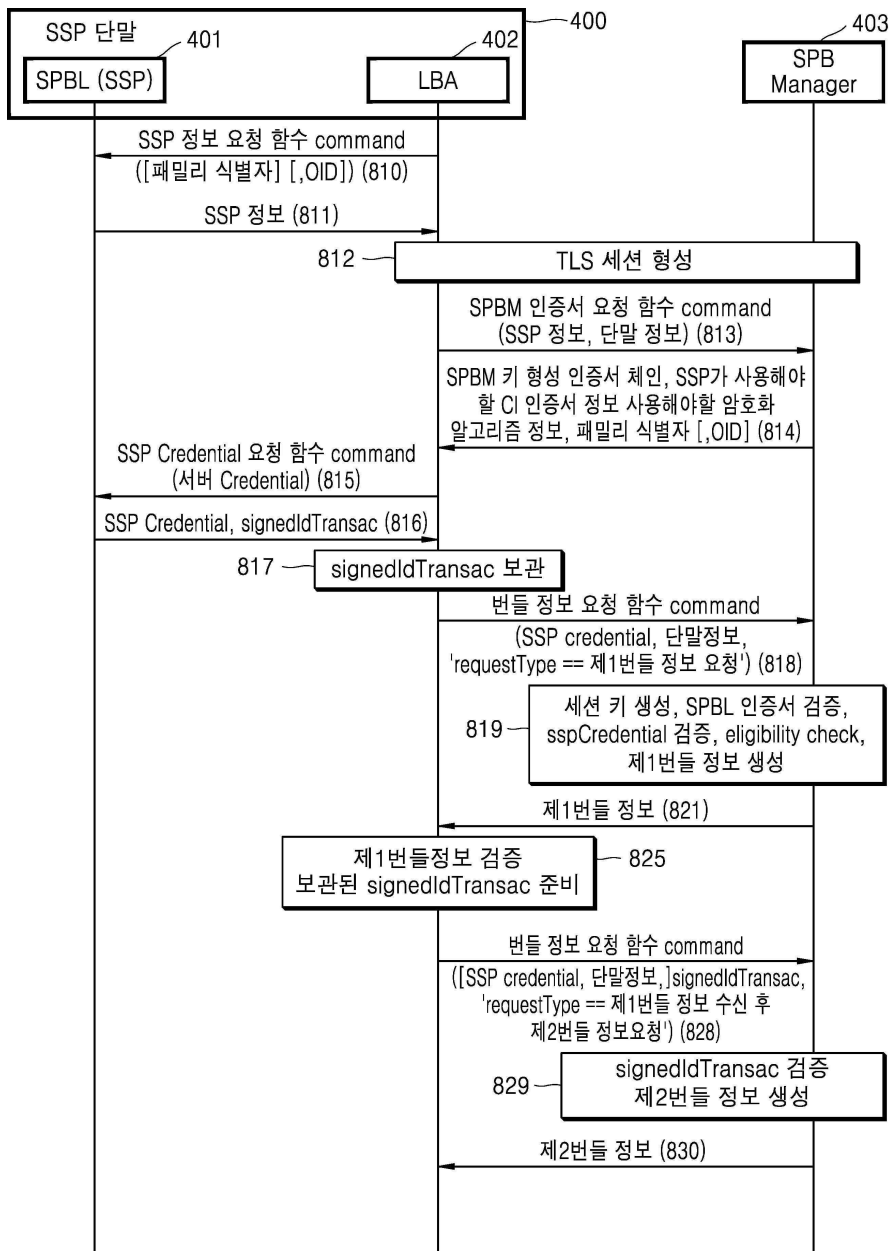 SSP 단말
400
401
402
403
SPBL (SSP)
LBA
SPB
Manager
SSP 정보 요청 함수 command
([패밀리 식별자] [,OID]) (810)
SSP 정보 (811)
812
TLS 세션 형성
SPBM 인증서 요청 함수 command
(SSP 정보, 단말 정보) (813)
SPBM 키 형성 인증서 체인, SSP가 사용해야
할 CI 인증서 정보 사용해야할 암호화
알고리즘 정보, 패밀리 식별자 [,OID] (814)
SSP Credential 요청 함수 command
(서버 Credential) (815)
SSP Credential, signedIdTransac (816)
817
signedIdTransac 보관
번들 정보 요청 함수 command
(SSP credential, 단말정보,
'requestType == 제1번들 정보 요청') (818)
819
세션 키 생성, SPBL 인증서 검증,
sspCredential 검증, eligibility check,
제1번들 정보 생성
제1번들 정보 (821)
제1번들정보 검증
보관된 signedIdTransac 준비
825
번들 정보 요청 함수 command
([SSP credential, 단말정보,]signedIdTransac,
'requestType == 제1번들 정보 수신 후
제2번들 정보요청') (828)
829
signedIdTransac 검증
제2번들 정보 생성
제2번들 정보 (830)